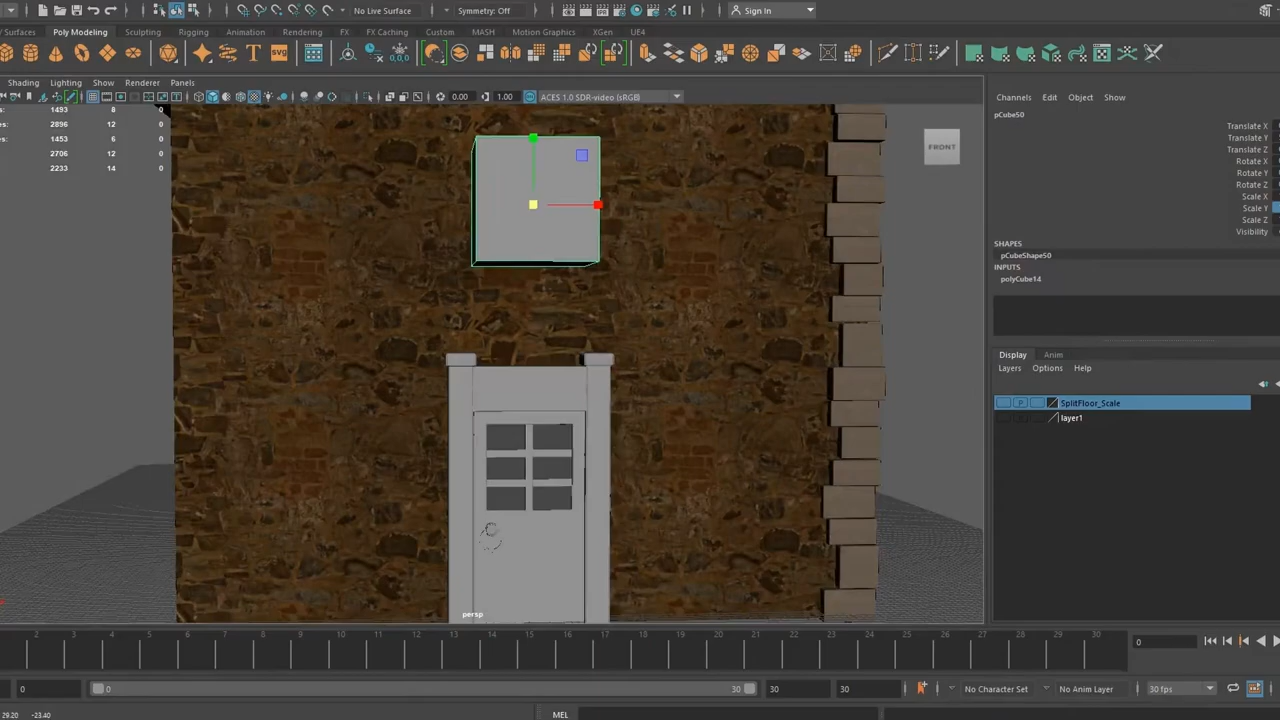 No Live Surface
Symmetry: Off
Sign In
Surfaces
Poly Modeling
Sculpting
Rigging
Animation
Rendering
FX
FX Caching
Custom
MASH
Motion Graphics
XGen
UE4
Shading
Lighting
Show
Renderer
Panels
0.00
1.00
ACES 1.0 SDR-video (sRGB)
1493 8 0
2896 12 0
1453 6 0
2706 12 0
2233 14 0
FRONT
persp
Channels
Edit
Object
Show
pCube50
Translate X
Translate Y
Translate Z
Rotate X
Rotate Y
Rotate Z
Scale X
Scale Y
Scale Z
Visibility
SHAPES
pCubeShape50
INPUTS
polyCube14
Display
Anim
Layers
Options
Help
P
SplitFloor_Scale
layer1
2 3 4 5 6 7 8 9 10 11 12 13 14 15 16 17 18 19 20 21 22 23 24 25 26 27 28 29 30
0
0
0
30
30
30
No Character Set
No Anim Layer
30 fps
29.20 -23.40
MEL